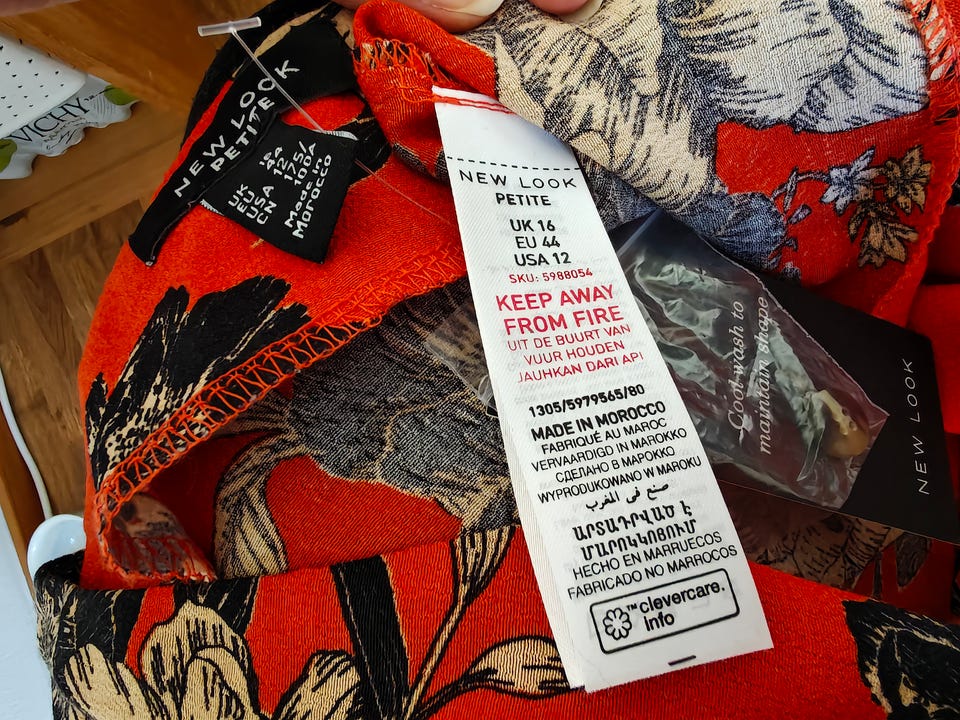 VICHY
NEW LOOK
PETITE
UK
EU 44
USA 12
CN 175/
100A
Made in
Morocco
NEW LOOK
PETITE
UK 16
EU 44
USA 12
SKU: 5988054
KEEP AWAY
FROM FIRE
UIT DE BUURT VAN
VUUR HOUDEN
JAUHKAN DARI API
1305/5979565/80
MADE IN MOROCCO
FABRIQUÉ AU MAROC
VERVAARDIGD IN MAROKKO
СДЕЛАНО В МАРОККО
WYPRODUKOWANO W MAROKU
صنع في المغرب
ԱՐՏԱԴՐՎԱԾ Է
ՄԱՐՈԿԿՈՅՈՒՄ
HECHO EN MARRUECOS
FABRICADO NO MARROCOS
™clevercare.
info
Cool wash to
maintain shape
NEW LOOK